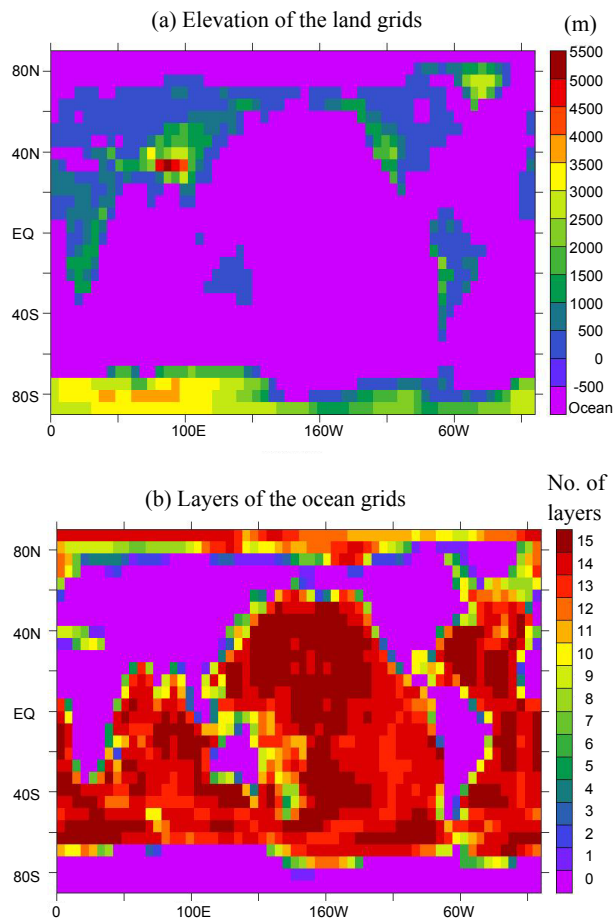 (a) Elevation of the land grids
(m)
80N
40N
EQ
40S
80S
0
100E
160W
60W
5500
5000
4500
4000
3500
3000
2500
2000
1500
1000
500
0
-500
Ocean
(b) Layers of the ocean grids
No. of
layers
80N
40N
EQ
40S
80S
0
100E
160W
60W
15
14
13
12
11
10
9
8
7
6
5
4
3
2
1
0